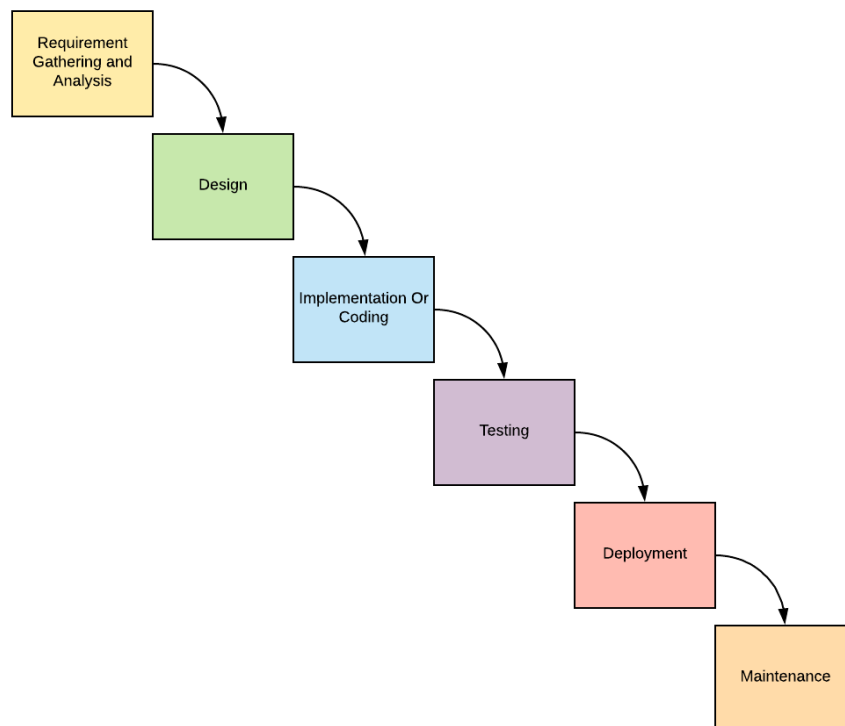 Requirement
Gathering and
Analysis
Design
Implementation Or
Coding
Testing
Deployment
Maintenance